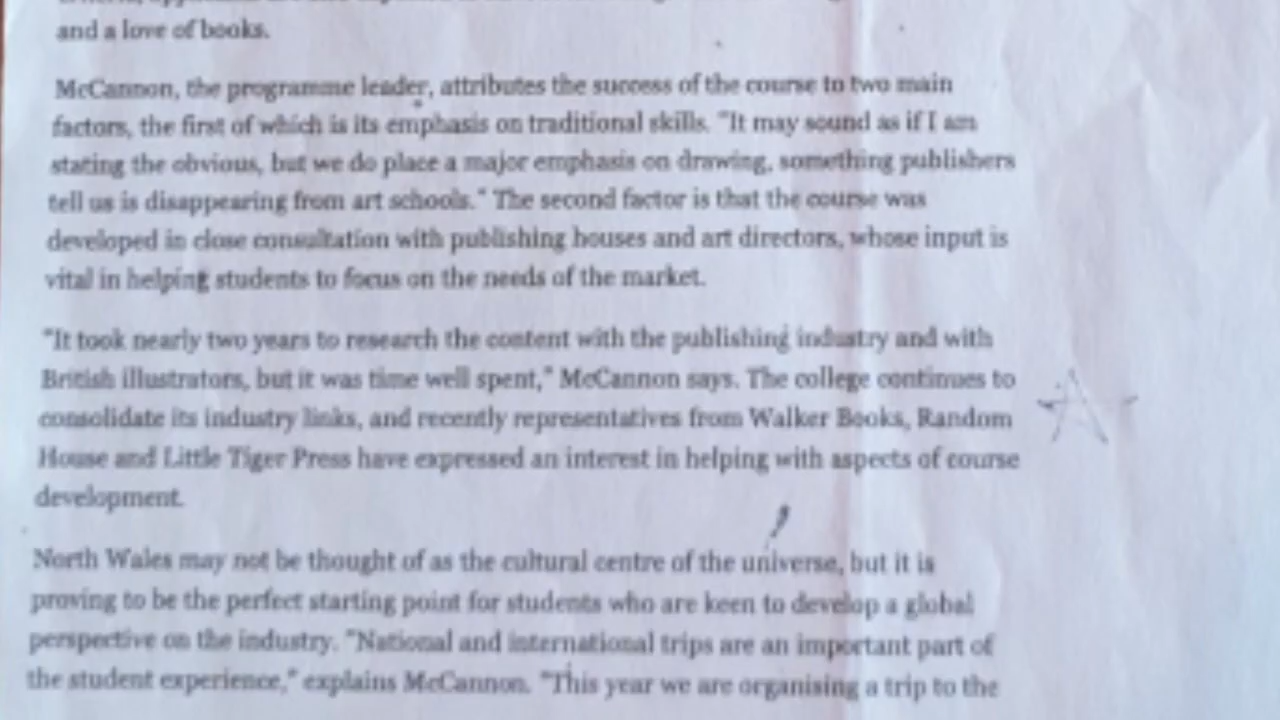 and a love of books.
McCannon, the programme leader, attributes the success of the course to two main
factors, the first of which is its emphasis on traditional skills. "It may sound as if I am
stating the obvious, but we do place a major emphasis on drawing, something publishers
tell us is disappearing from art schools." The second factor is that the course was
developed in close consultation with publishing houses and art directors, whose input is
vital in helping students to focus on the needs of the market.
"It took nearly two years to research the content with the publishing industry and with
British illustrators, but it was time well spent," McCannon says. The college continues to
consolidate its industry links, and recently representatives from Walker Books, Random
House and Little Tiger Press have expressed an interest in helping with aspects of course
development.
North Wales may not be thought of as the cultural centre of the universe, but it is
proving to be the perfect starting point for students who are keen to develop a global
perspective on the industry. "National and international trips are an important part of
the student experience," explains McCannon. "This year we are organising a trip to the